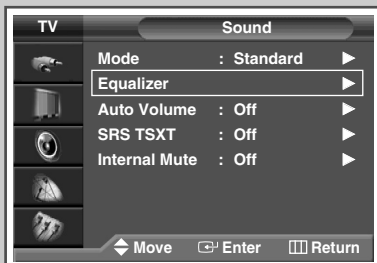 TV Sound
Mode : Standard
Equalizer
Auto Volume : Off
SRS TSXT : Off
Internal Mute : Off
Move Enter Return